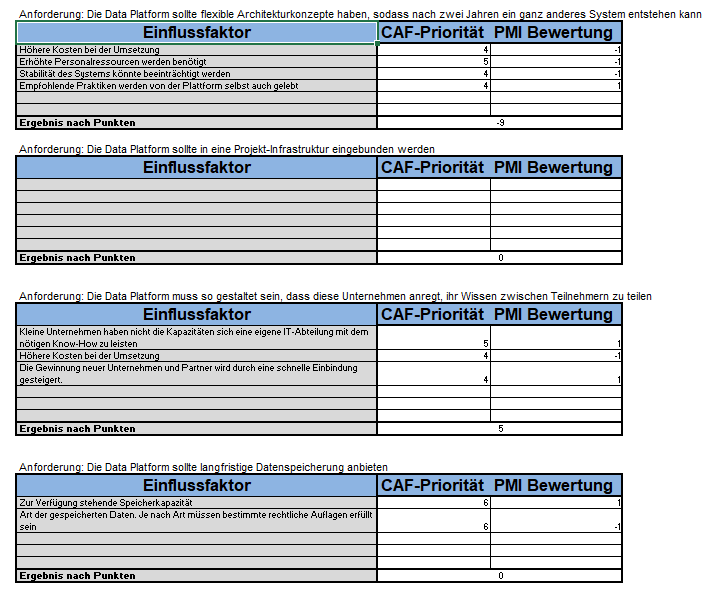 Anforderung: Die Data Platform sollte flexible Architekturkonzepte haben, sodass nach zwei Jahren ein ganz anderes System entstehen kann
Einflussfaktor CAF-Priorität PMI Bewertung
Höhere Kosten bei der Umsetzung 4 -1
Erhöhte Personalressourcen werden benötigt 5 -1
Stabilität des Systems könnte beeinträchtigt werden 4 -1
Empfohlende Praktiken werden von der Plattform selbst auch gelebt 4 1
Ergebnis nach Punkten -9
Anforderung: Die Data Platform sollte in eine Projekt-Infrastruktur eingebunden werden
Einflussfaktor CAF-Priorität PMI Bewertung
Ergebnis nach Punkten 0
Anforderung: Die Data Platform muss so gestaltet sein, dass diese Unternehmen anregt, ihr Wissen zwischen Teilnehmern zu teilen
Einflussfaktor CAF-Priorität PMI Bewertung
Kleine Unternehmen haben nicht die Kapazitäten sich eine eigene IT-Abteilung mit dem
nötigen Know-How zu leisten 5 1
Höhere Kosten bei der Umsetzung 4 -1
Die Gewinnung neuer Unternehmen und Partner wird durch eine schnelle Einbindung
gesteigert. 4 1
Ergebnis nach Punkten 5
Anforderung: Die Data Platform sollte langfristige Datenspeicherung anbieten
Einflussfaktor CAF-Priorität PMI Bewertung
Zur Verfügung stehende Speicherkapazität 6 1
Art der gespeicherten Daten. Je nach Art müssen bestimmte rechtliche Auflagen erfüllt
sein 6 -1
Ergebnis nach Punkten 0